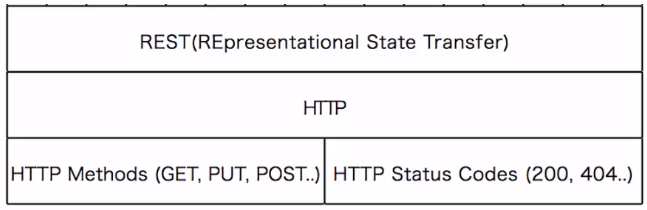 REST(REpresentational State Transfer)
HTTP
HTTP Methods (GET, PUT, POST..)
HTTP Status Codes (200, 404..)